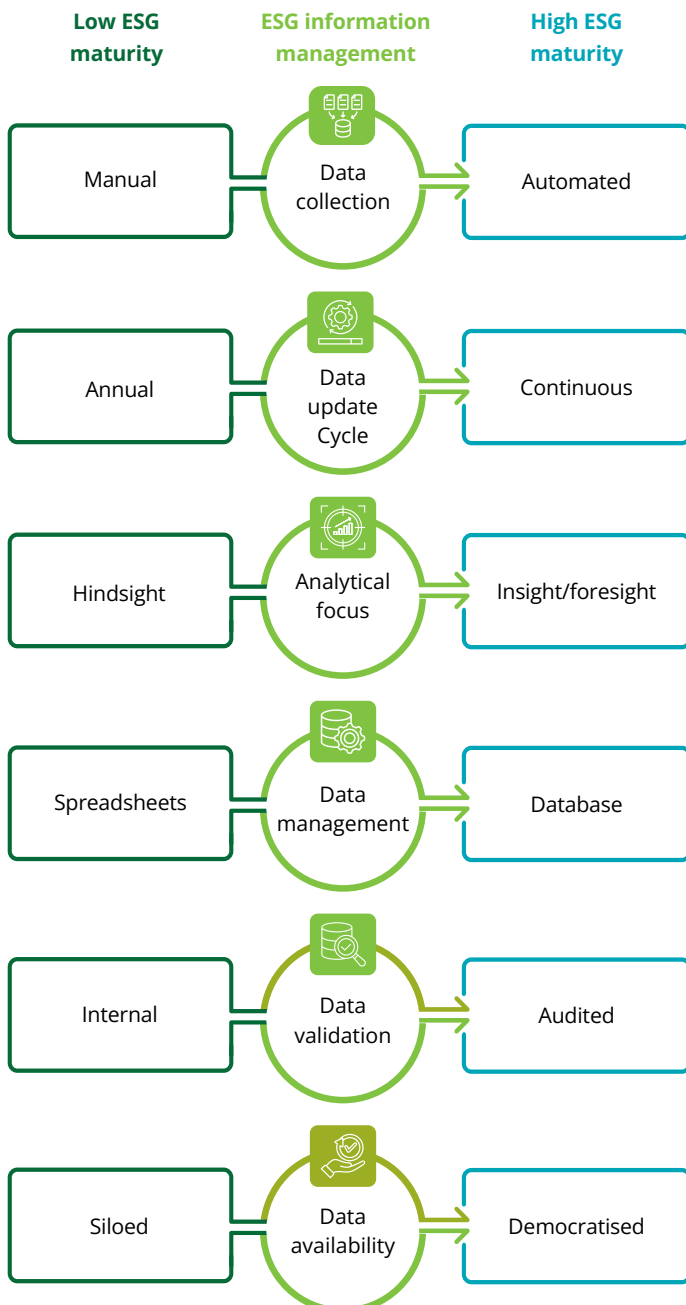 Low ESG
maturity
ESG information
management
High ESG
maturity
Manual
Data
collection
Automated
Annual
Data
update
Cycle
Continuous
Hindsight
Analytical
focus
Insight/foresight
Spreadsheets
Data
management
Database
Internal
Data
validation
Audited
Siloed
Data
availability
Democratised